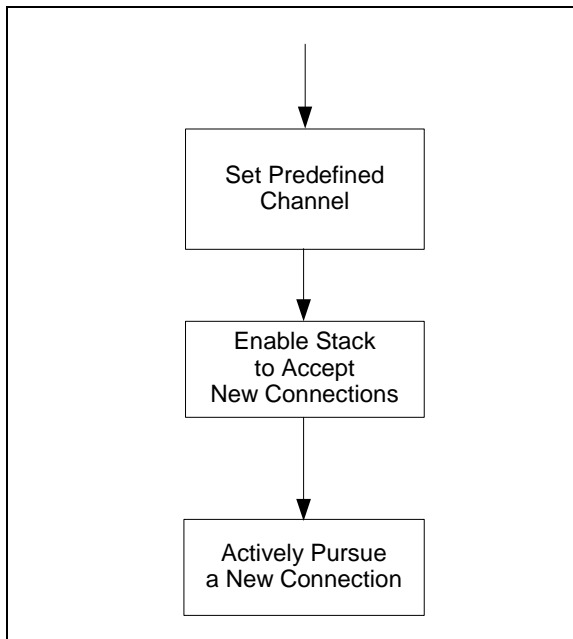 Set Predefined
Channel
Enable Stack
to Accept
New Connections
Actively Pursue
a New Connection